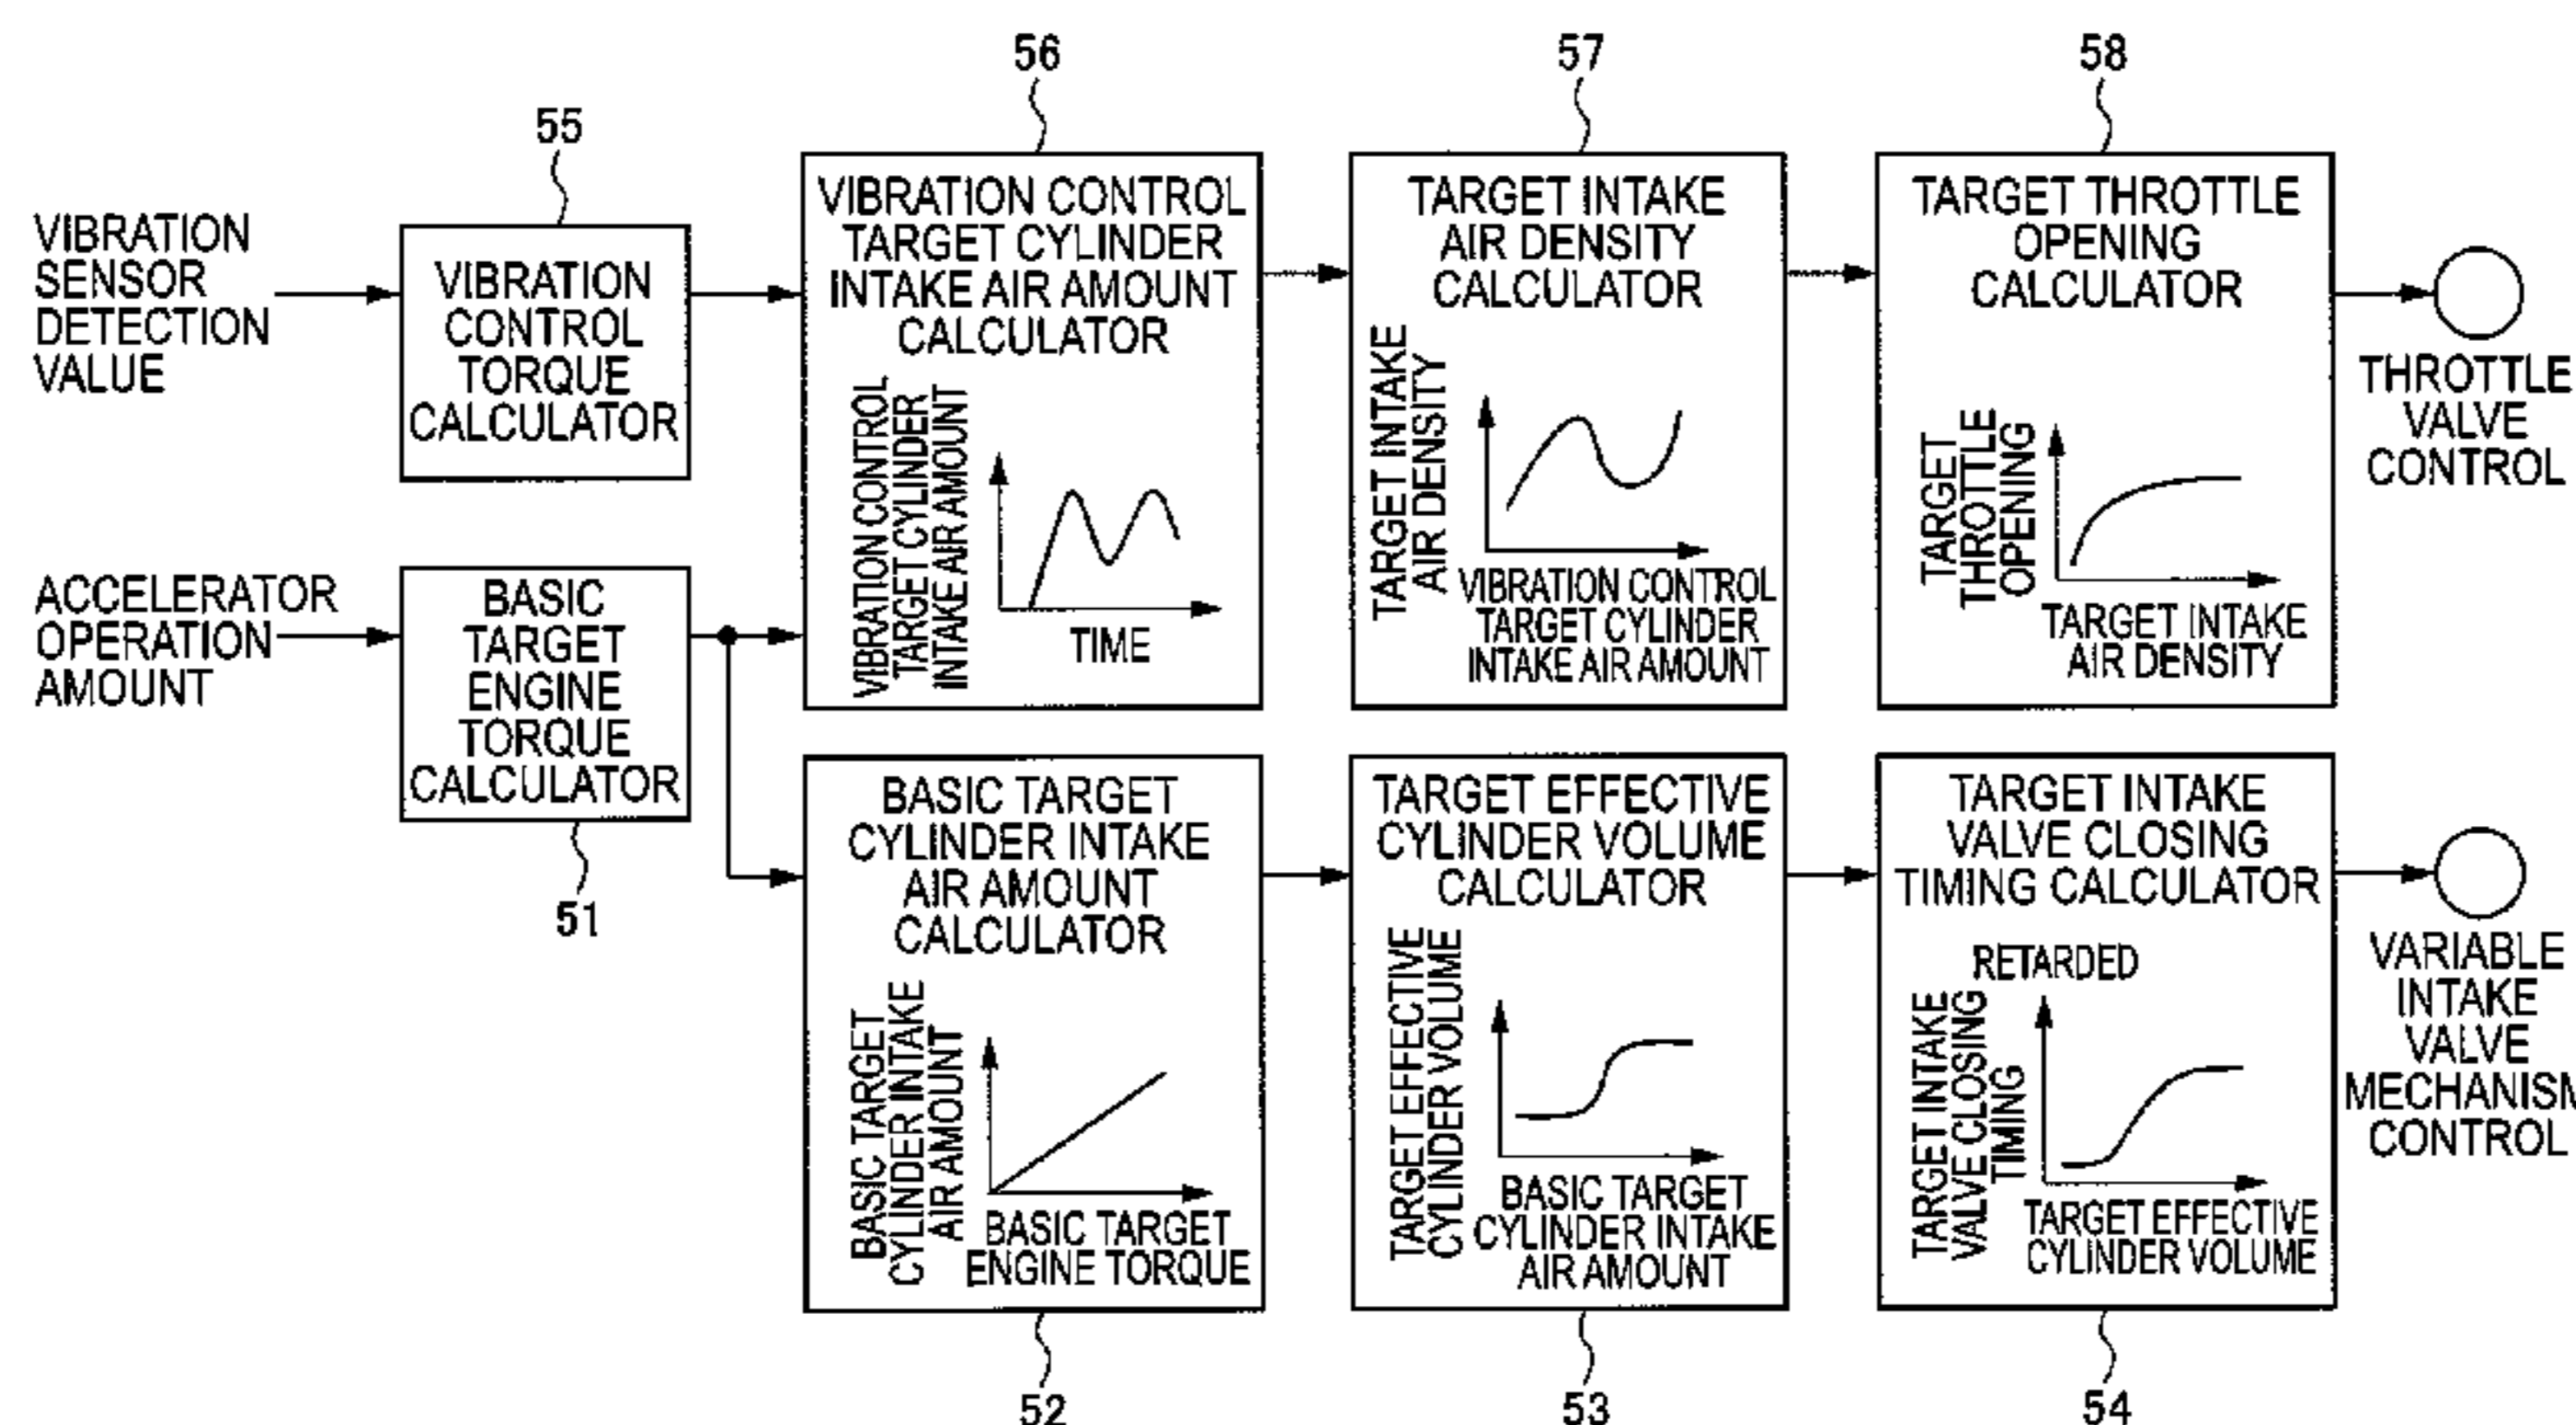 56
57
58
55
VIBRATION
SENSOR
DETECTION
VALUE
VIBRATION
CONTROL
TORQUE
CALCULATOR
VIBRATION CONTROL
TARGET CYLINDER
INTAKE AIR AMOUNT
CALCULATOR
VIBRATION CONTROL
TARGET CYLINDER
INTAKE AIR AMOUNT
TIME
TARGET INTAKE
AIR DENSITY
CALCULATOR
TARGET INTAKE
AIR DENSITY
VIBRATION CONTROL
TARGET CYLINDER
INTAKE AIR AMOUNT
TARGET THROTTLE
OPENING
CALCULATOR
TARGET
THROTTLE
OPENING
TARGET INTAKE
AIR DENSITY
THROTTLE
VALVE
CONTROL
ACCELERATOR
OPERATION
AMOUNT
BASIC
TARGET
ENGINE
TORQUE
CALCULATOR
51
BASIC TARGET
CYLINDER INTAKE
AIR AMOUNT
CALCULATOR
BASIC TARGET
CYLINDER INTAKE
AIR AMOUNT
BASIC TARGET
ENGINE TORQUE
TARGET EFFECTIVE
CYLINDER VOLUME
CALCULATOR
TARGET EFFECTIVE
CYLINDER VOLUME
BASIC TARGET
CYLINDER INTAKE
AIR AMOUNT
TARGET INTAKE
VALVE CLOSING
TIMING CALCULATOR
RETARDED
TARGET INTAKE
VALVE CLOSING
TIMING
TARGET EFFECTIVE
CYLINDER VOLUME
VARIABLE
INTAKE
VALVE
MECHANISM
CONTROL
52
53
54